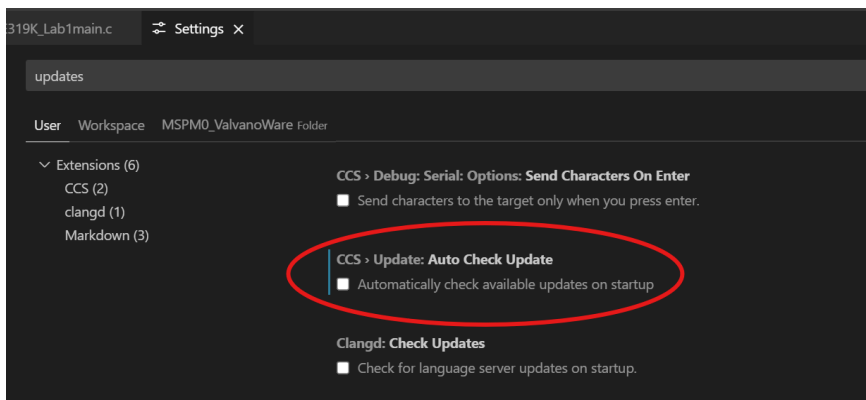 319K_Lab1main.c Settings
updates
User Workspace MSPM0_ValvanoWare Folder
Extensions (6)
CCS (2)
clangd (1)
Markdown (3)
CCS › Debug: Serial: Options: Send Characters On Enter
Send characters to the target only when you press enter.
CCS › Update: Auto Check Update
Automatically check available updates on startup
Clangd: Check Updates
Check for language server updates on startup.